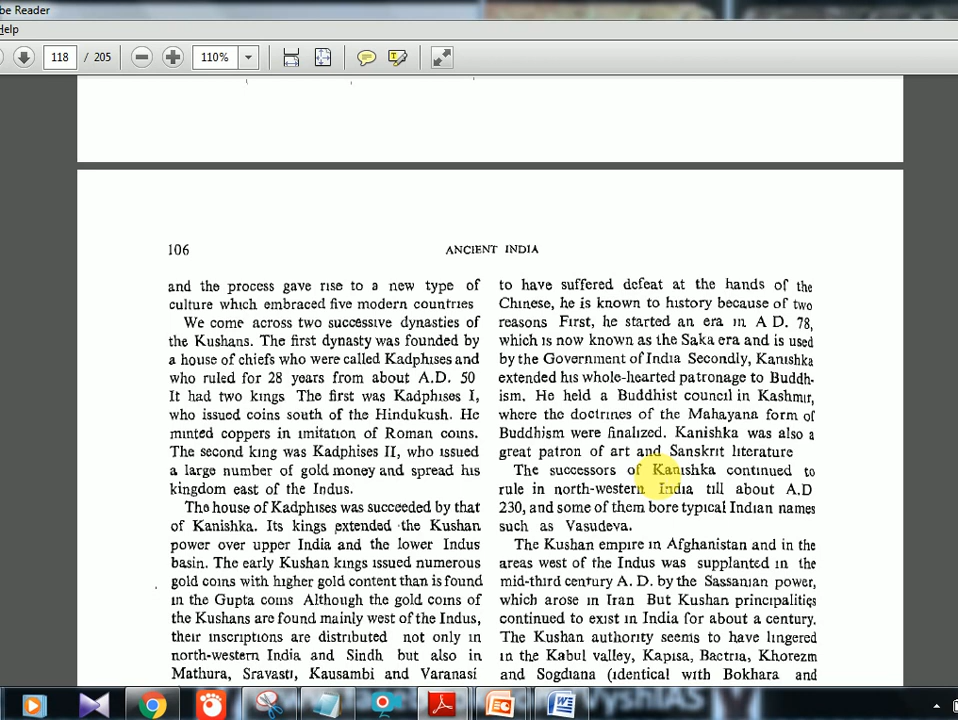 be Reader
Help
118 / 205
110%
106
ANCIENT INDIA
and the process gave rise to a new type of
culture which embraced five modern countries
We come across two successive dynasties of
the Kushans. The first dynasty was founded by
a house of chiefs who were called Kadphises and
who ruled for 28 years from about A.D. 50
It had two kings The first was Kadphises I,
who issued coins south of the Hindukush. He
minted coppers in imitation of Roman coins.
The second king was Kadphises II, who issued
a large number of gold money and spread his
kingdom east of the Indus.
The house of Kadphises was succeeded by that
of Kanishka. Its kings extended the Kushan
power over upper India and the lower Indus
basin. The early Kushan kings issued numerous
gold coins with higher gold content than is found
in the Gupta coins Although the gold coins of
the Kushans are found mainly west of the Indus,
their inscriptions are distributed not only in
north-western India and Sindh but also in
Mathura, Sravasti, Kausambi and Varanasi
to have suffered defeat at the hands of the
Chinese, he is known to history because of two
reasons First, he started an era in A D. 78,
which is now known as the Saka era and is used
by the Government of India Secondly, Kanishka
extended his whole-hearted patronage to Buddh-
ism. He held a Buddhist council in Kashmir,
where the doctrines of the Mahayana form of
Buddhism were finalized. Kanishka was also a
great patron of art and Sanskrit literature
The successors of Kanishka continued to
rule in north-western India till about A.D
230, and some of them bore typical Indian names
such as Vasudeva.
The Kushan empire in Afghanistan and in the
areas west of the Indus was supplanted in the
mid-third century A. D. by the Sassanian power,
which arose in Iran But Kushan principalities
continued to exist in India for about a century.
The Kushan authority seems to have lingered
in the Kabul valley, Kapisa, Bactria, Khorezm
and Sogdiana (identical with Bokhara and